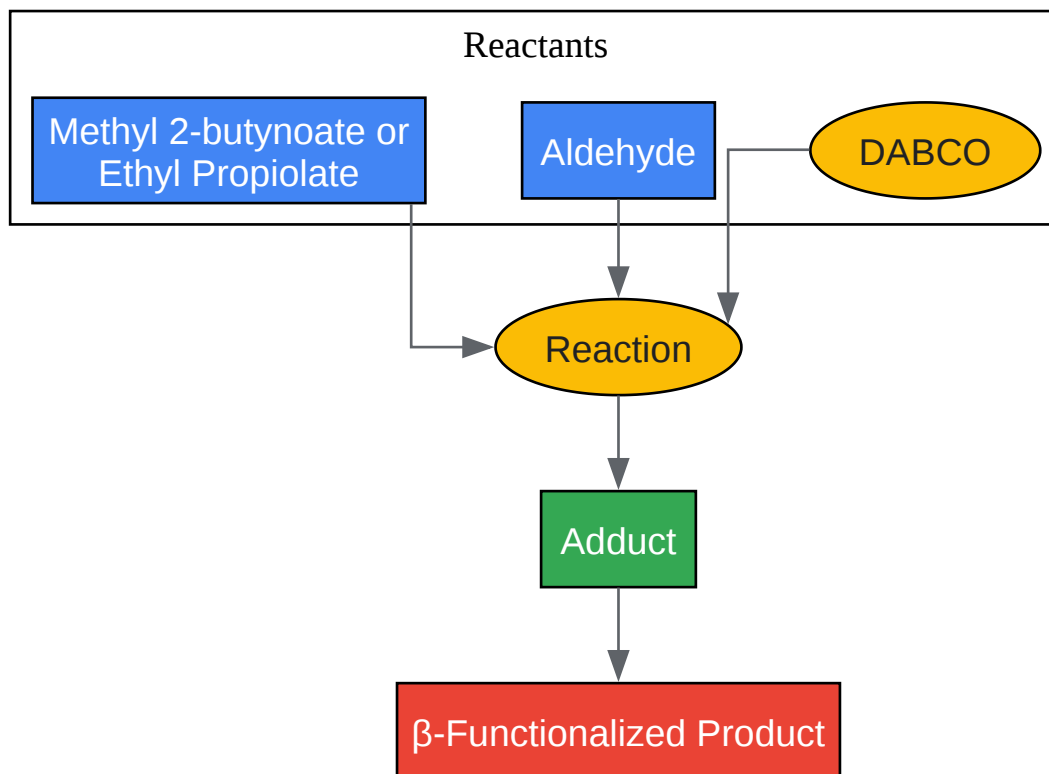 Reactants
Methyl 2-butynoate or
Ethyl Propiolate
Aldehyde
DABCO
Reaction
Adduct
β-Functionalized Product